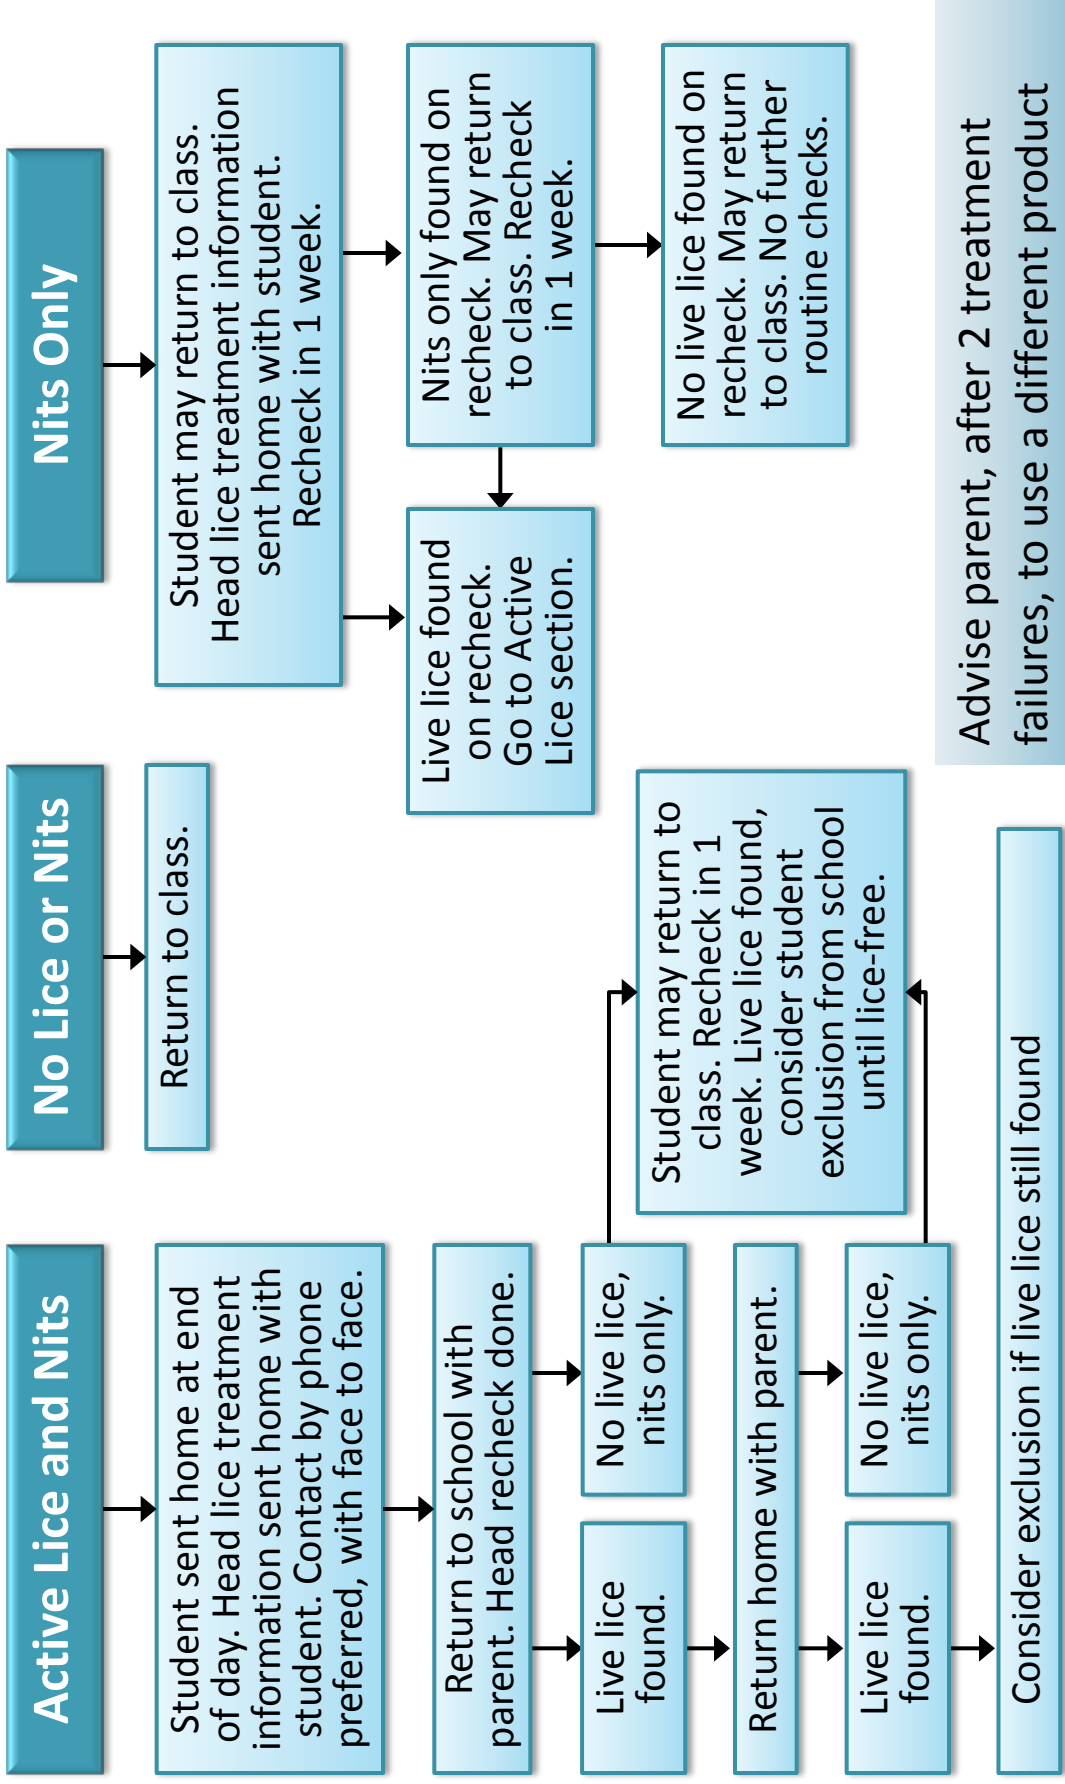 Active Lice and Nits
Student sent home at end
of day. Head lice treatment
information sent home with
student. Contact by phone
preferred, with face to face.
Return to school with
parent. Head recheck done.
Live lice
found.
No live lice,
nits only.
Return home with parent.
Live lice
found.
No live lice,
nits only.
Consider exclusion if live lice still found
Student may return to
class. Recheck in 1
week. Live lice found,
consider student
exclusion from school
until lice-free.
No Lice or Nits
Return to class.
Nits Only
Student may return to class.
Head lice treatment information
sent home with student.
Recheck in 1 week.
Live lice found
on recheck.
Go to Active
Lice section.
Nits only found on
recheck. May return
to class. Recheck
in 1 week.
No live lice found on
recheck. May return
to class. No further
routine checks.
Advise parent, after 2 treatment
failures, to use a different product